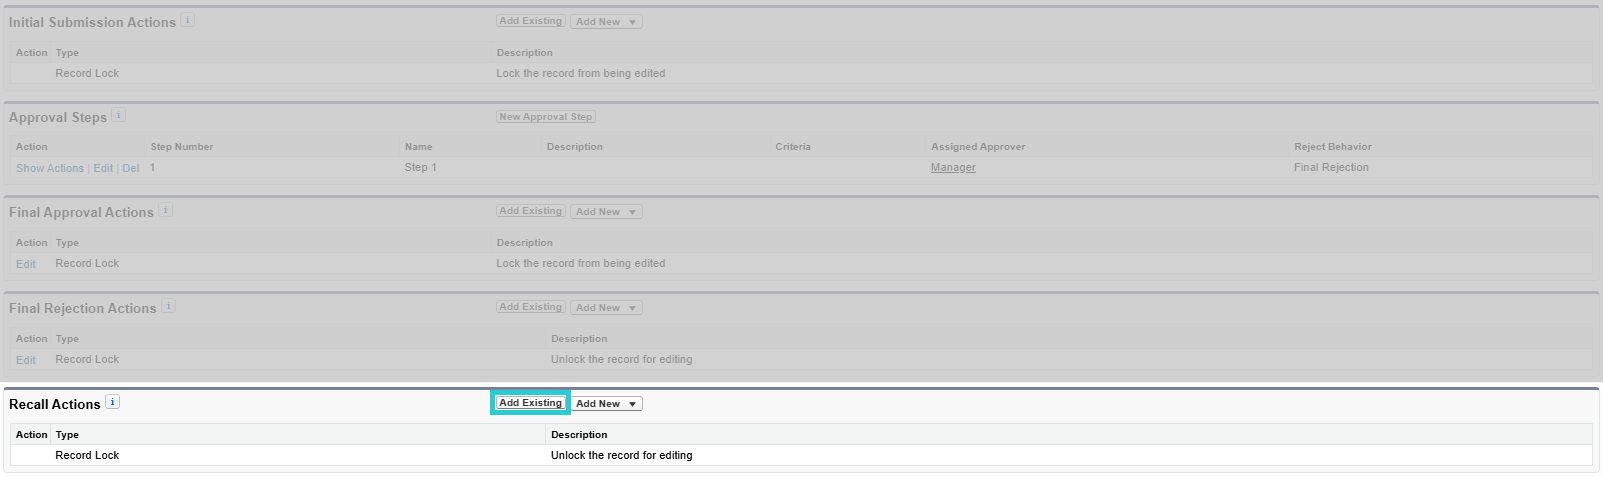 Initial Submission Actions i Add Existing Add New
Action Type Description
Record Lock Lock the record from being edited
Approval Steps i New Approval Step
Action Step Number Name Description Criteria Assigned Approver Reject Behavior
Show Actions | Edit | Del 1 Step 1 Manager Final Rejection
Final Approval Actions i Add Existing Add New
Action Type Description
Edit Record Lock Lock the record from being edited
Final Rejection Actions i Add Existing Add New
Action Type Description
Edit Record Lock Unlock the record for editing
Recall Actions i Add Existing Add New
Action Type Description
Record Lock Unlock the record for editing